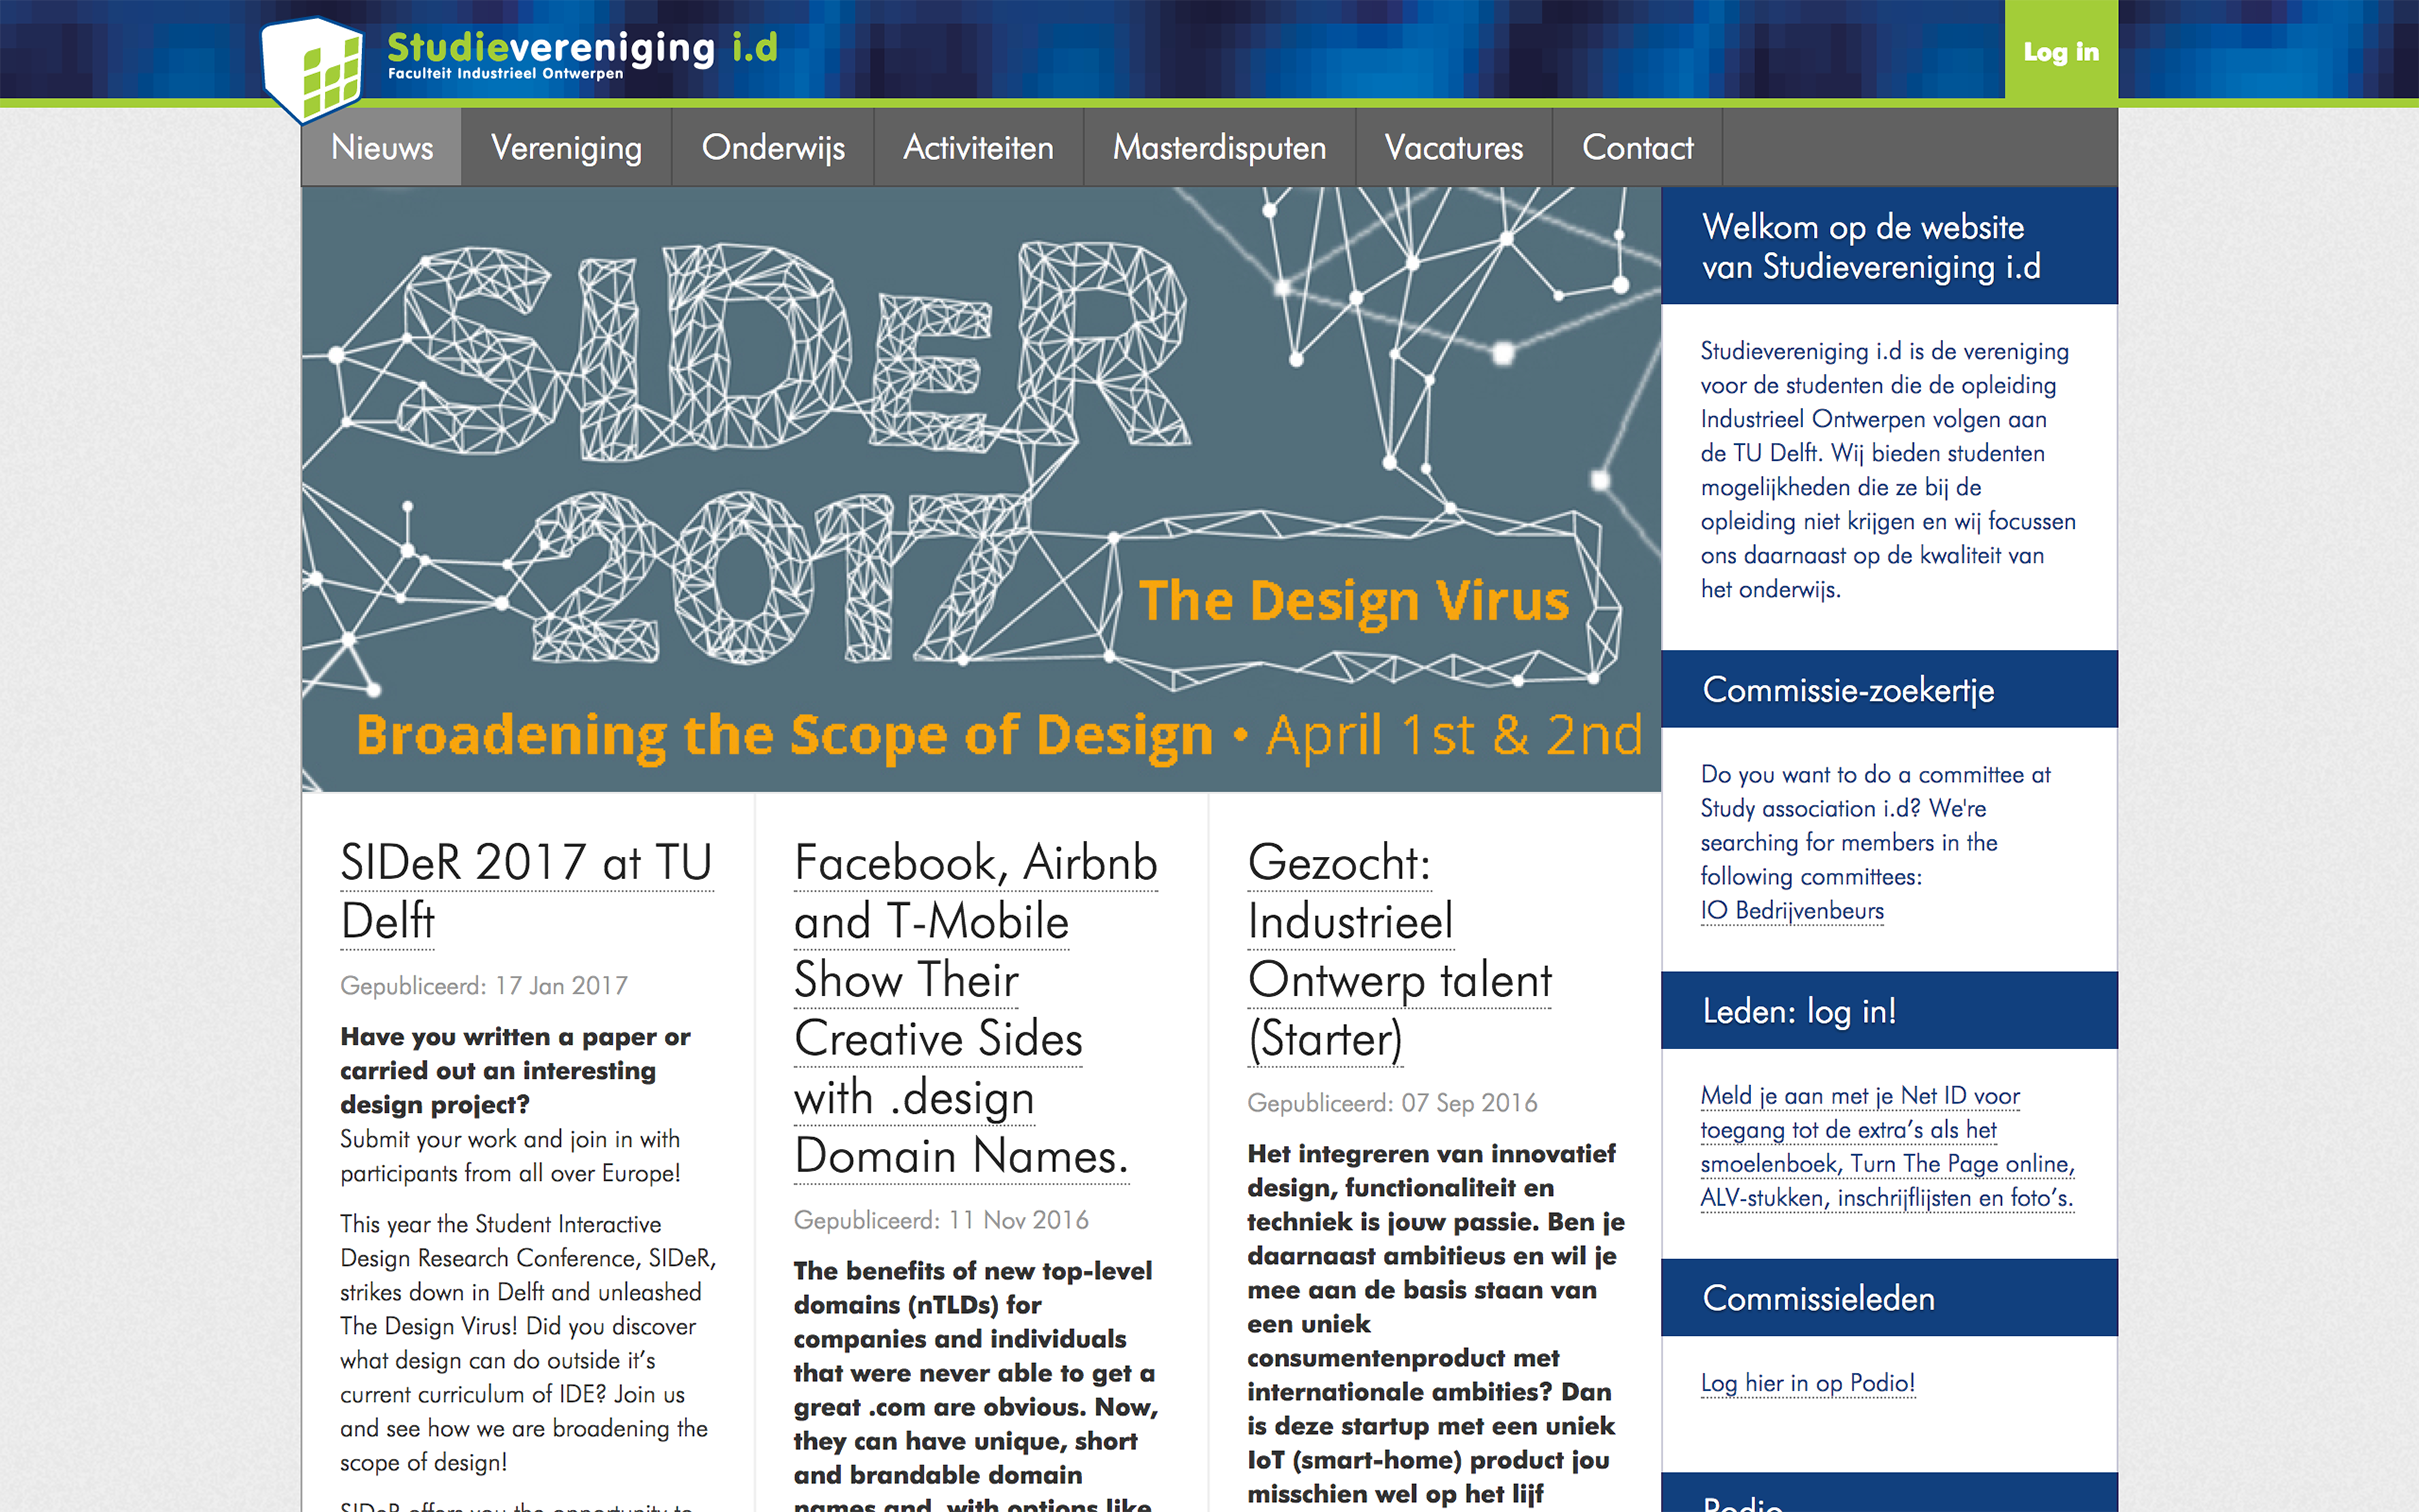 Studievereniging i.d
Faculteit Industrieel Ontwerpen
Log in
Nieuws
Vereniging
Onderwijs
Activiteiten
Masterdisputen
Vacatures
Contact
SIDeR
2017
The Design Virus
Broadening the Scope of Design • April 1st & 2nd
SIDeR 2017 at TU
Delft
Gepubliceerd: 17 Jan 2017
Have you written a paper or
carried out an interesting
design project?
Submit your work and join in with
participants from all over Europe!
This year the Student Interactive
Design Research Conference, SIDeR,
strikes down in Delft and unleashed
The Design Virus! Did you discover
what design can do outside it’s
current curriculum of IDE? Join us
and see how we are broadening the
scope of design!
SIDeR offers you the opportunity to
Facebook, Airbnb
and T-Mobile
Show Their
Creative Sides
with .design
Domain Names.
Gepubliceerd: 11 Nov 2016
The benefits of new top-level
domains (nTLDs) for
companies and individuals
that were never able to get a
great .com are obvious. Now,
they can have unique, short
and brandable domain
names and, with options like
Gezocht:
Industrieel
Ontwerp talent
(Starter)
Gepubliceerd: 07 Sep 2016
Het integreren van innovatief
design, functionaliteit en
techniek is jouw passie. Ben je
daarnaast ambitieus en wil je
mee aan de basis staan van
een uniek
consumentenproduct met
internationale ambities? Dan
is deze startup met een uniek
IoT (smart-home) product jou
misschien wel op het lijf
Welkom op de website
van Studievereniging i.d
Studievereniging i.d is de vereniging
voor de studenten die de opleiding
Industrieel Ontwerpen volgen aan
de TU Delft. Wij bieden studenten
mogelijkheden die ze bij de
opleiding niet krijgen en wij focussen
ons daarnaast op de kwaliteit van
het onderwijs.
Commissie-zoekertje
Do you want to do a committee at
Study association i.d? We're
searching for members in the
following committees:
IO Bedrijvenbeurs
Leden: log in!
Meld je aan met je Net ID voor
toegang tot de extra’s als het
smoelenboek, Turn The Page online,
ALV-stukken, inschrijflijsten en foto’s.
Commissieleden
Log hier in op Podio!
Podio